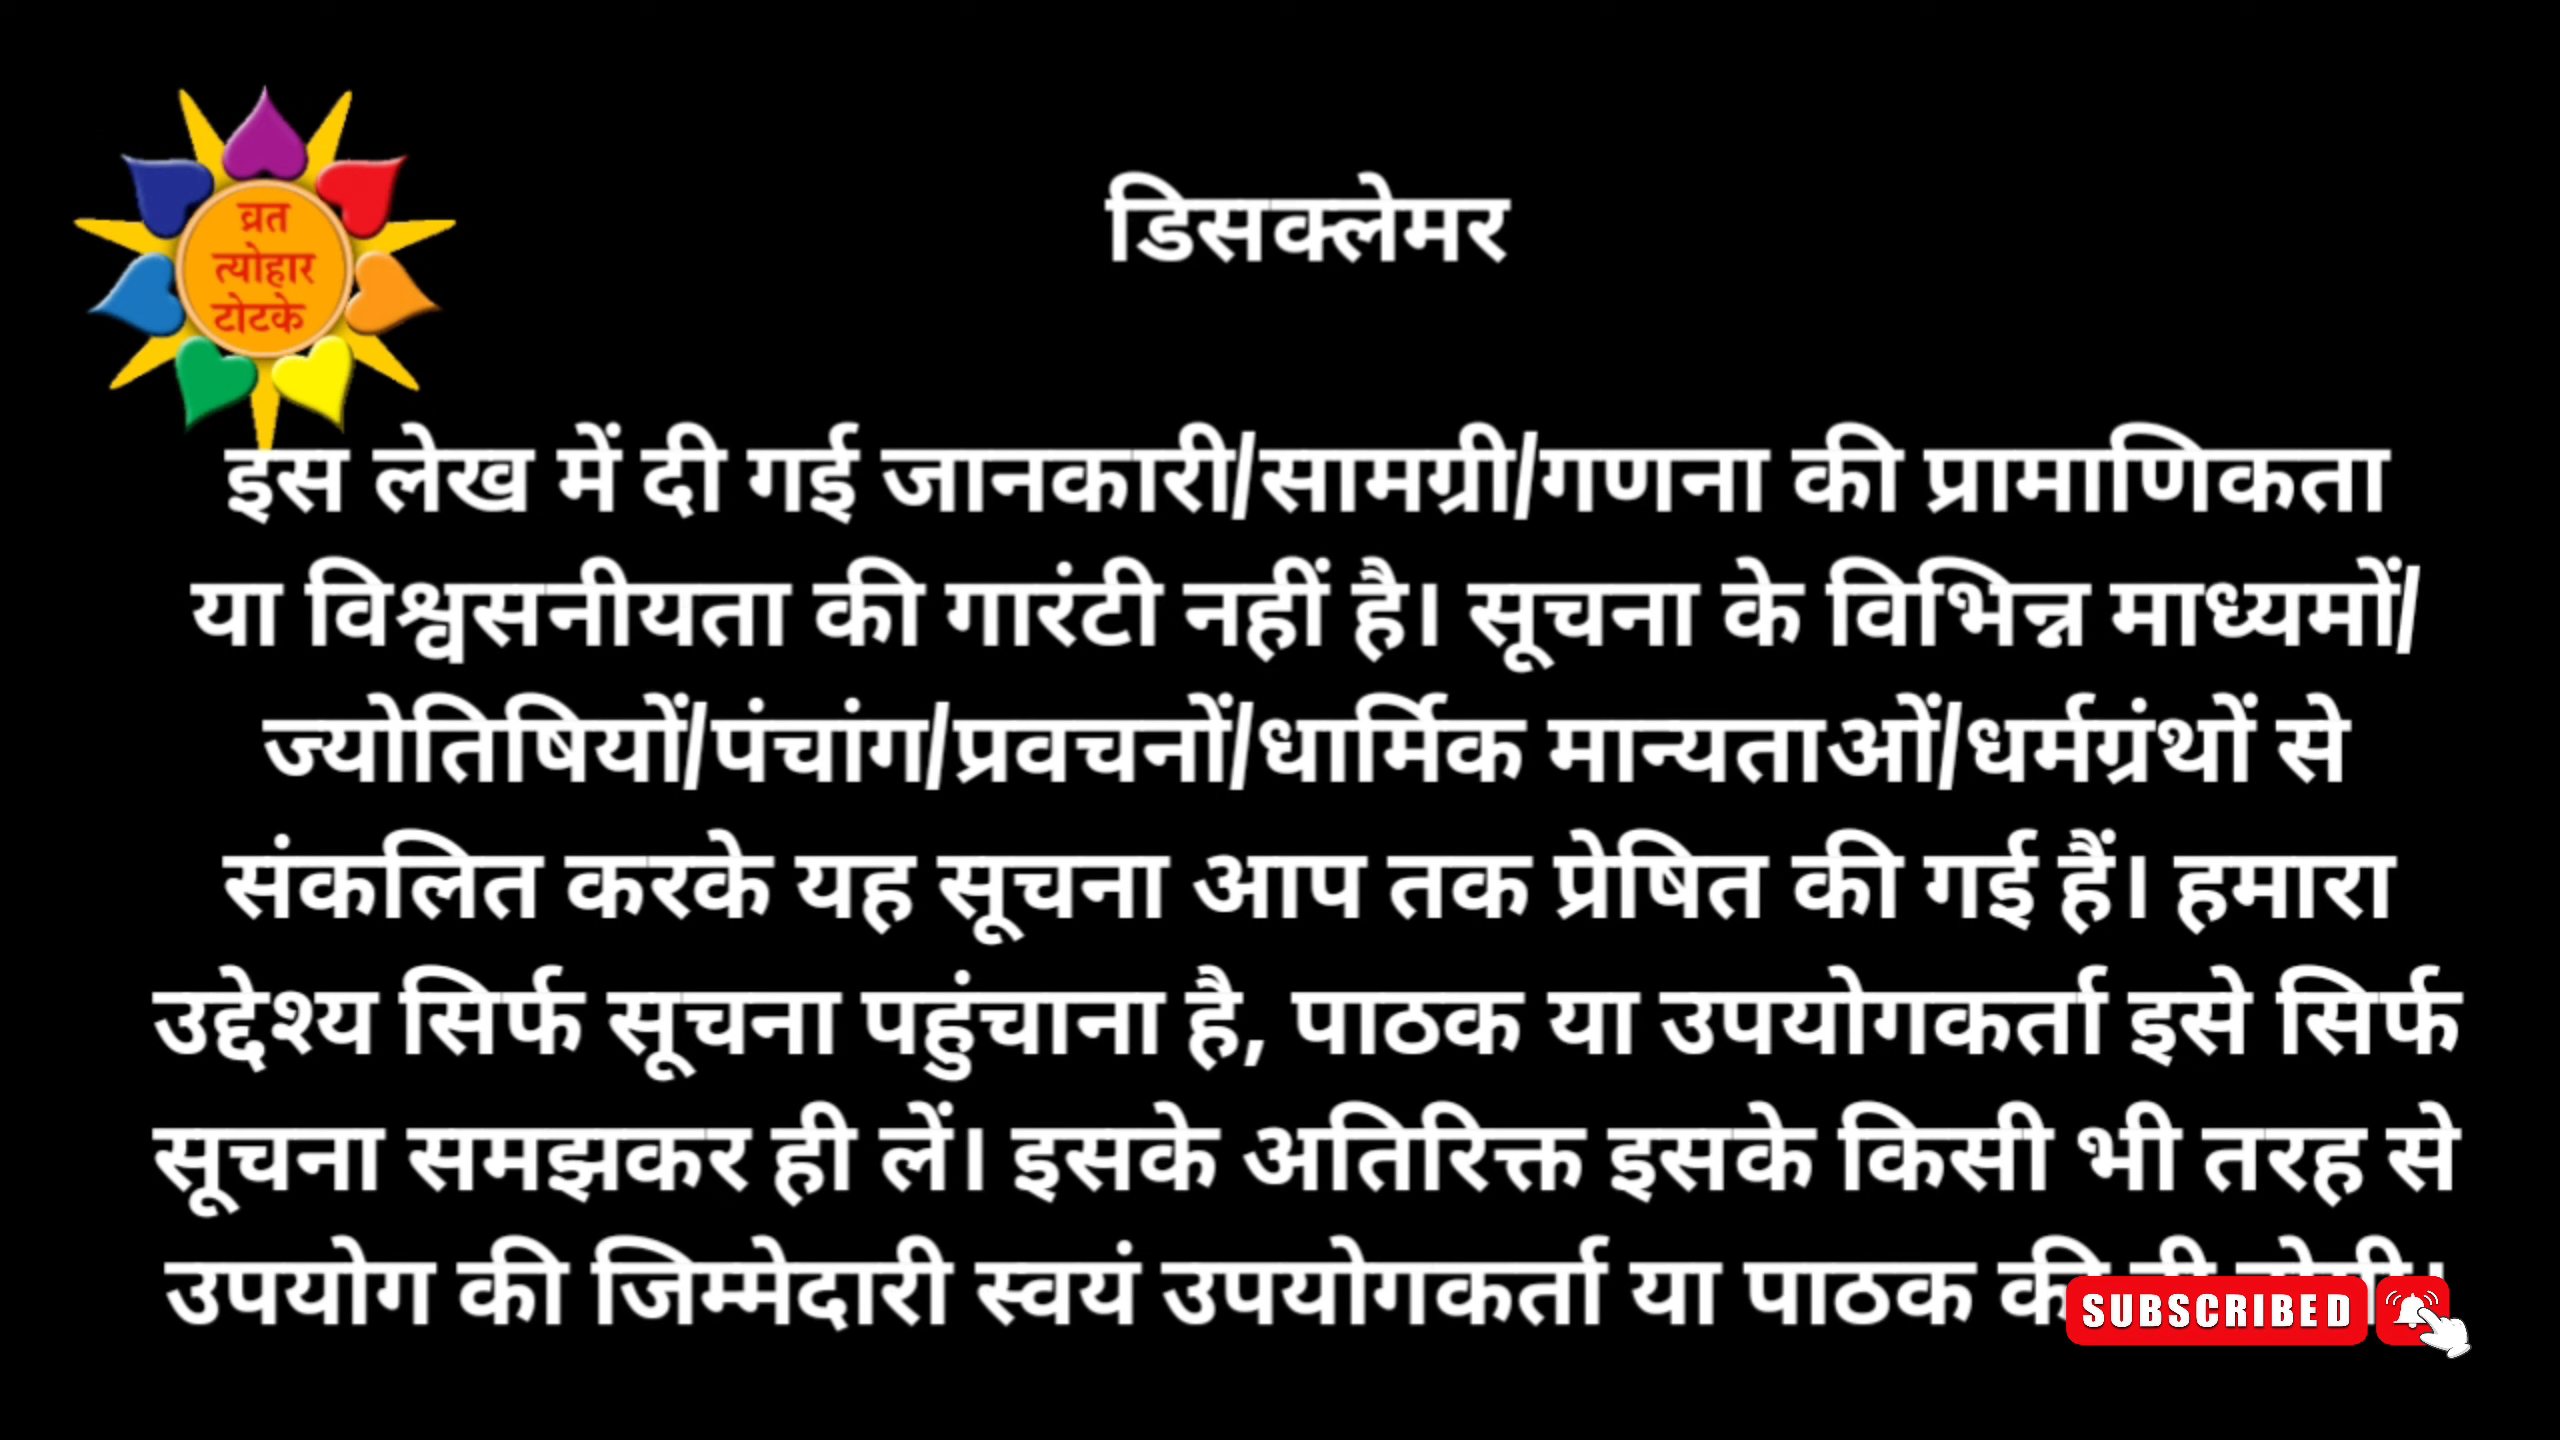 व्रत
त्योहार
टोटके
डिसक्लेमर
इस लेख में दी गई जानकारी/सामग्री/गणना की प्रामाणिकता
या विश्वसनीयता की गारंटी नहीं है। सूचना के विभिन्न माध्यमों/
ज्योतिषियों/पंचांग/प्रवचनों/धार्मिक मान्यताओं/धर्मग्रंथों से
संकलित करके यह सूचना आप तक प्रेषित की गई हैं। हमारा
उद्देश्य सिर्फ सूचना पहुंचाना है, पाठक या उपयोगकर्ता इसे सिर्फ
सूचना समझकर ही लें। इसके अतिरिक्त इसके किसी भी तरह से
उपयोग की जिम्मेदारी स्वयं उपयोगकर्ता या पाठक की
SUBSCRIBED